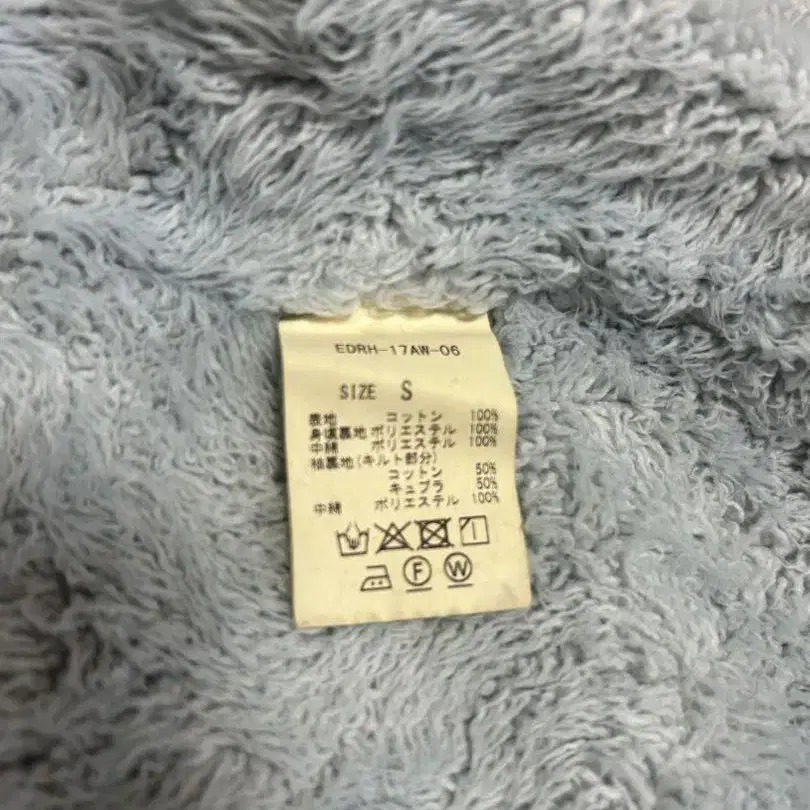 EDRH-17AW-06
SIZE S
表地 コットン 100%
身頃裏地 ポリエステル 100%
中綿 ポリエステル 100%
袖裏地(キルト部分)
コットン 50%
キュプラ 50%
中綿 ポリエステル 100%
F W